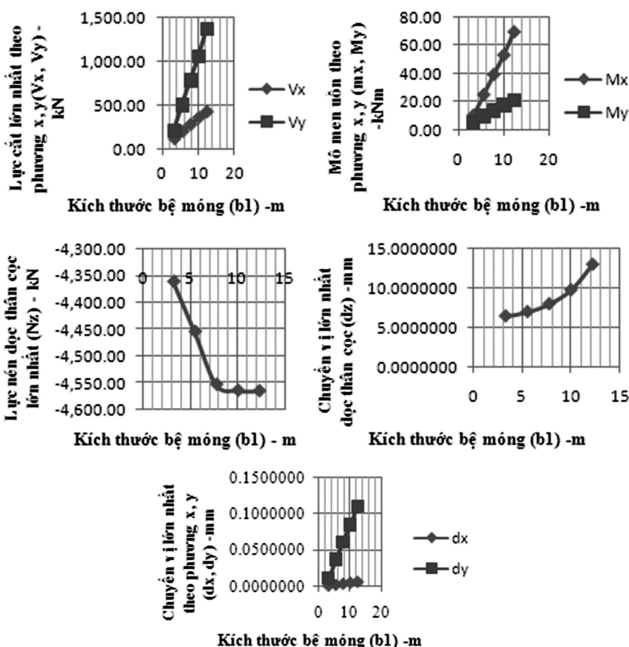 Lực cắt lớn nhất theo
phương x, y (Vx, Vy) -
kN
1,500.00
1,000.00
500.00
0.00
0 10 20
Vx
Vy
Kích thước bệ móng (b1) -m
Mô men uốn theo
phương x, y (mx, My)
-kNm
80.00
60.00
40.00
20.00
0.00
0 10 20
Mx
My
Kích thước bệ móng (b1) -m
Lực nén dọc thân cọc
lớn nhất (Nz) - kN
-4,300.00
-4,350.00
-4,400.00
-4,450.00
-4,500.00
-4,550.00
-4,600.00
0 5 10 15
Kích thước bệ móng (b1) - m
Chuyển vị lớn nhất
dọc thân cọc (dz) -mm
15.0000000
10.0000000
5.0000000
0.0000000
0 5 10 15
Kích thước bệ móng (b1) -m
Chuyển vị lớn nhất
theo phương x, y
(dx, dy) -mm
0.1500000
0.1000000
0.0500000
0.0000000
0 10 20
dx
dy
Kích thước bệ móng (b1) -m